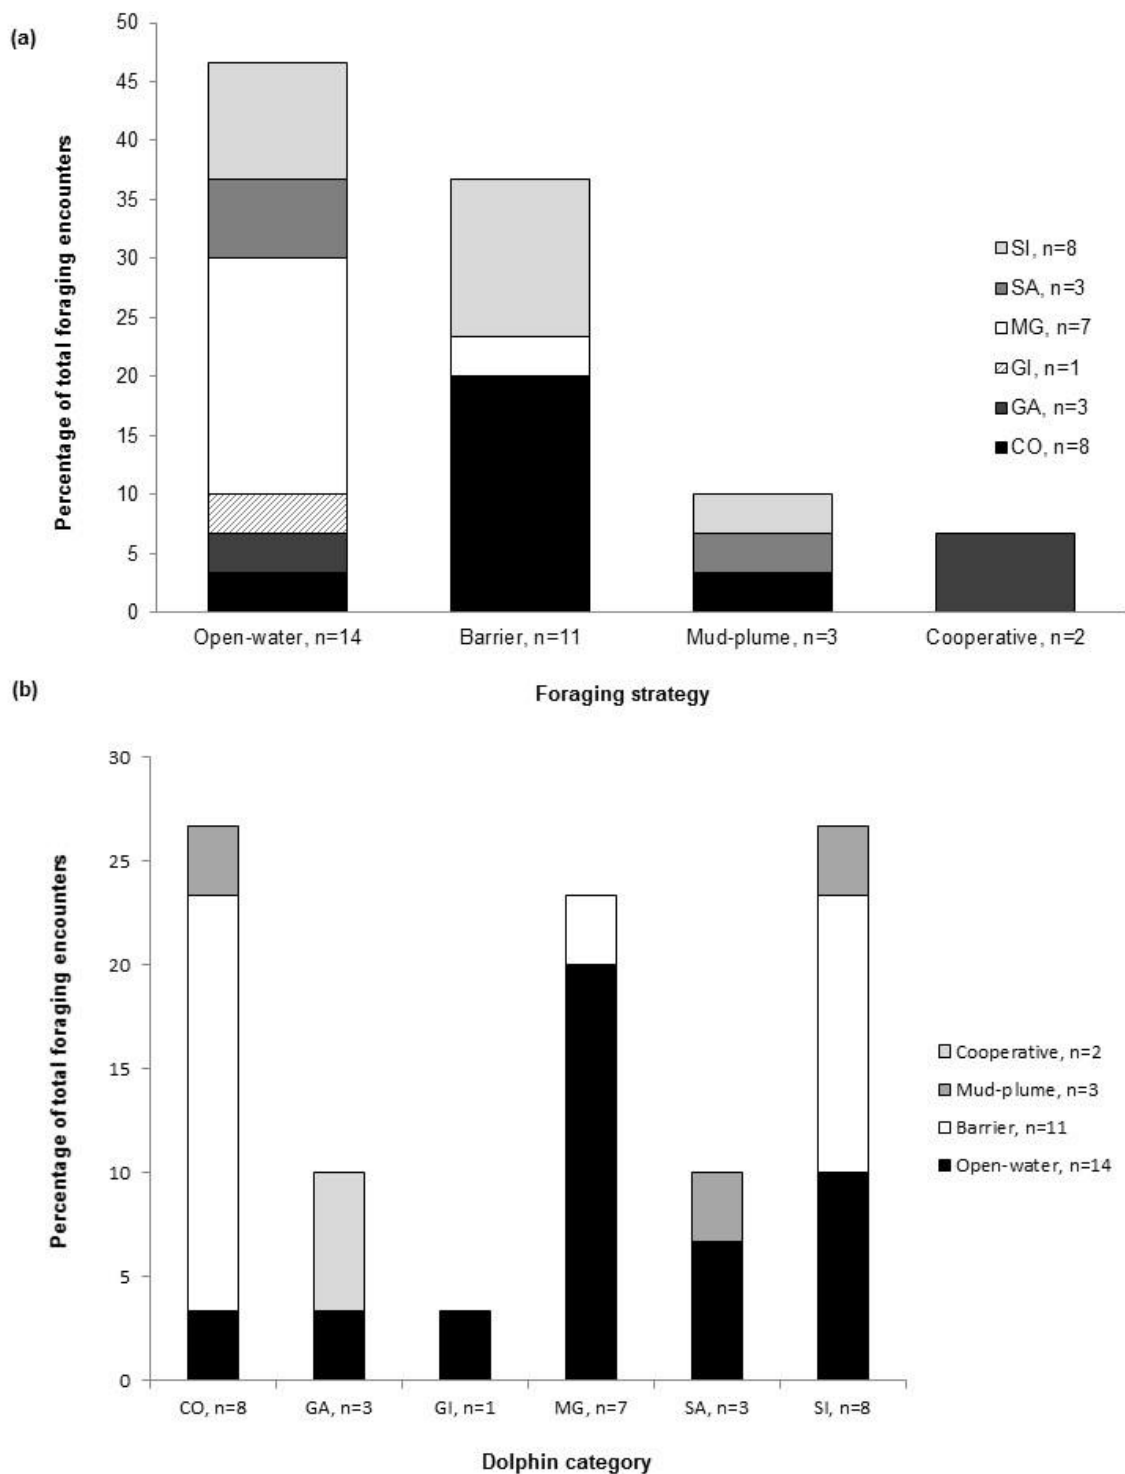 (a)
Percentage of total foraging encounters
50
45
40
35
30
25
20
15
10
5
0
SI, n=8
SA, n=3
MG, n=7
GI, n=1
GA, n=3
CO, n=8
Open-water, n=14
Barrier, n=11
Mud-plume, n=3
Cooperative, n=2
Foraging strategy
(b)
Percentage of total foraging encounters
30
25
20
15
10
5
0
Cooperative, n=2
Mud-plume, n=3
Barrier, n=11
Open-water, n=14
CO, n=8
GA, n=3
GI, n=1
MG, n=7
SA, n=3
SI, n=8
Dolphin category